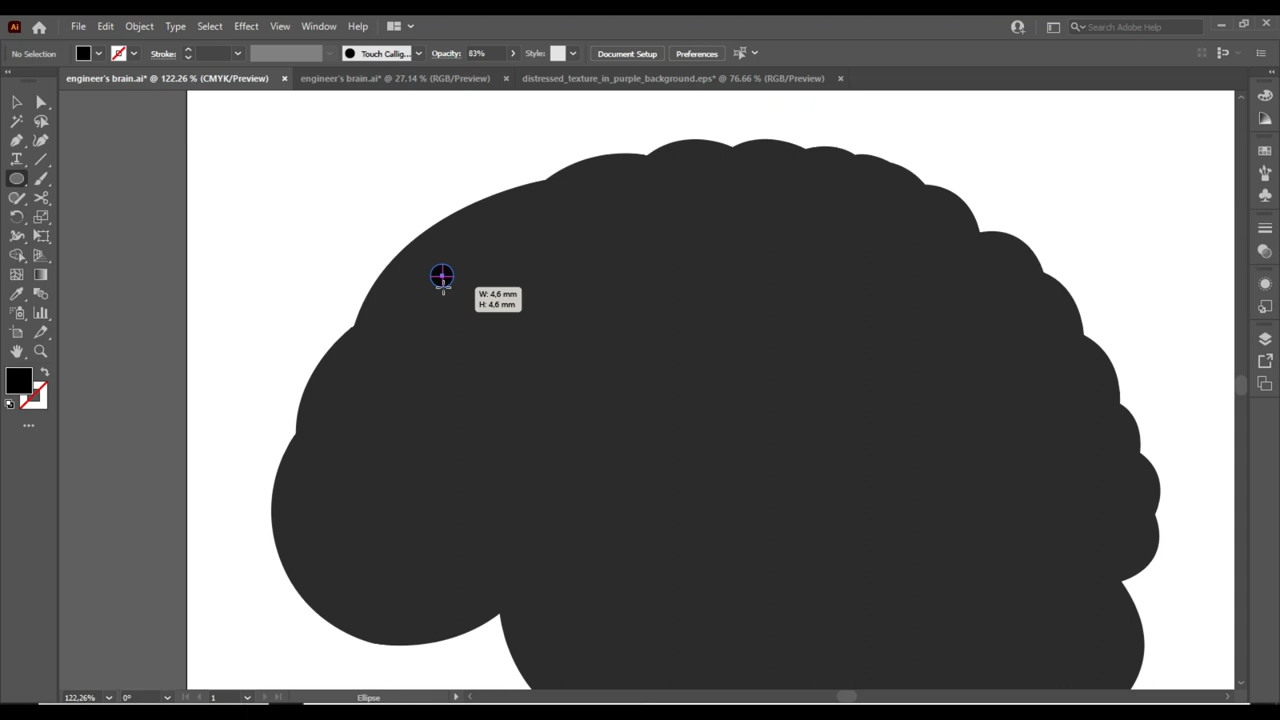 Ai File Edit Object Type Select Effect View Window Help Search Adobe Help
No Selection Stroke: Touch Callig... Opacity: 83% Style: Document Setup Preferences
engineer's brain.ai* @ 122.26 % (CMYK/Preview) engineer's brain.ai* @ 27.14 % (RGB/Preview) distressed_texture_in_purple_background.eps* @ 76.66 % (RGB/Preview)
W: 4,6 mm
H: 4,6 mm
122,26% 0° 1 Ellipse